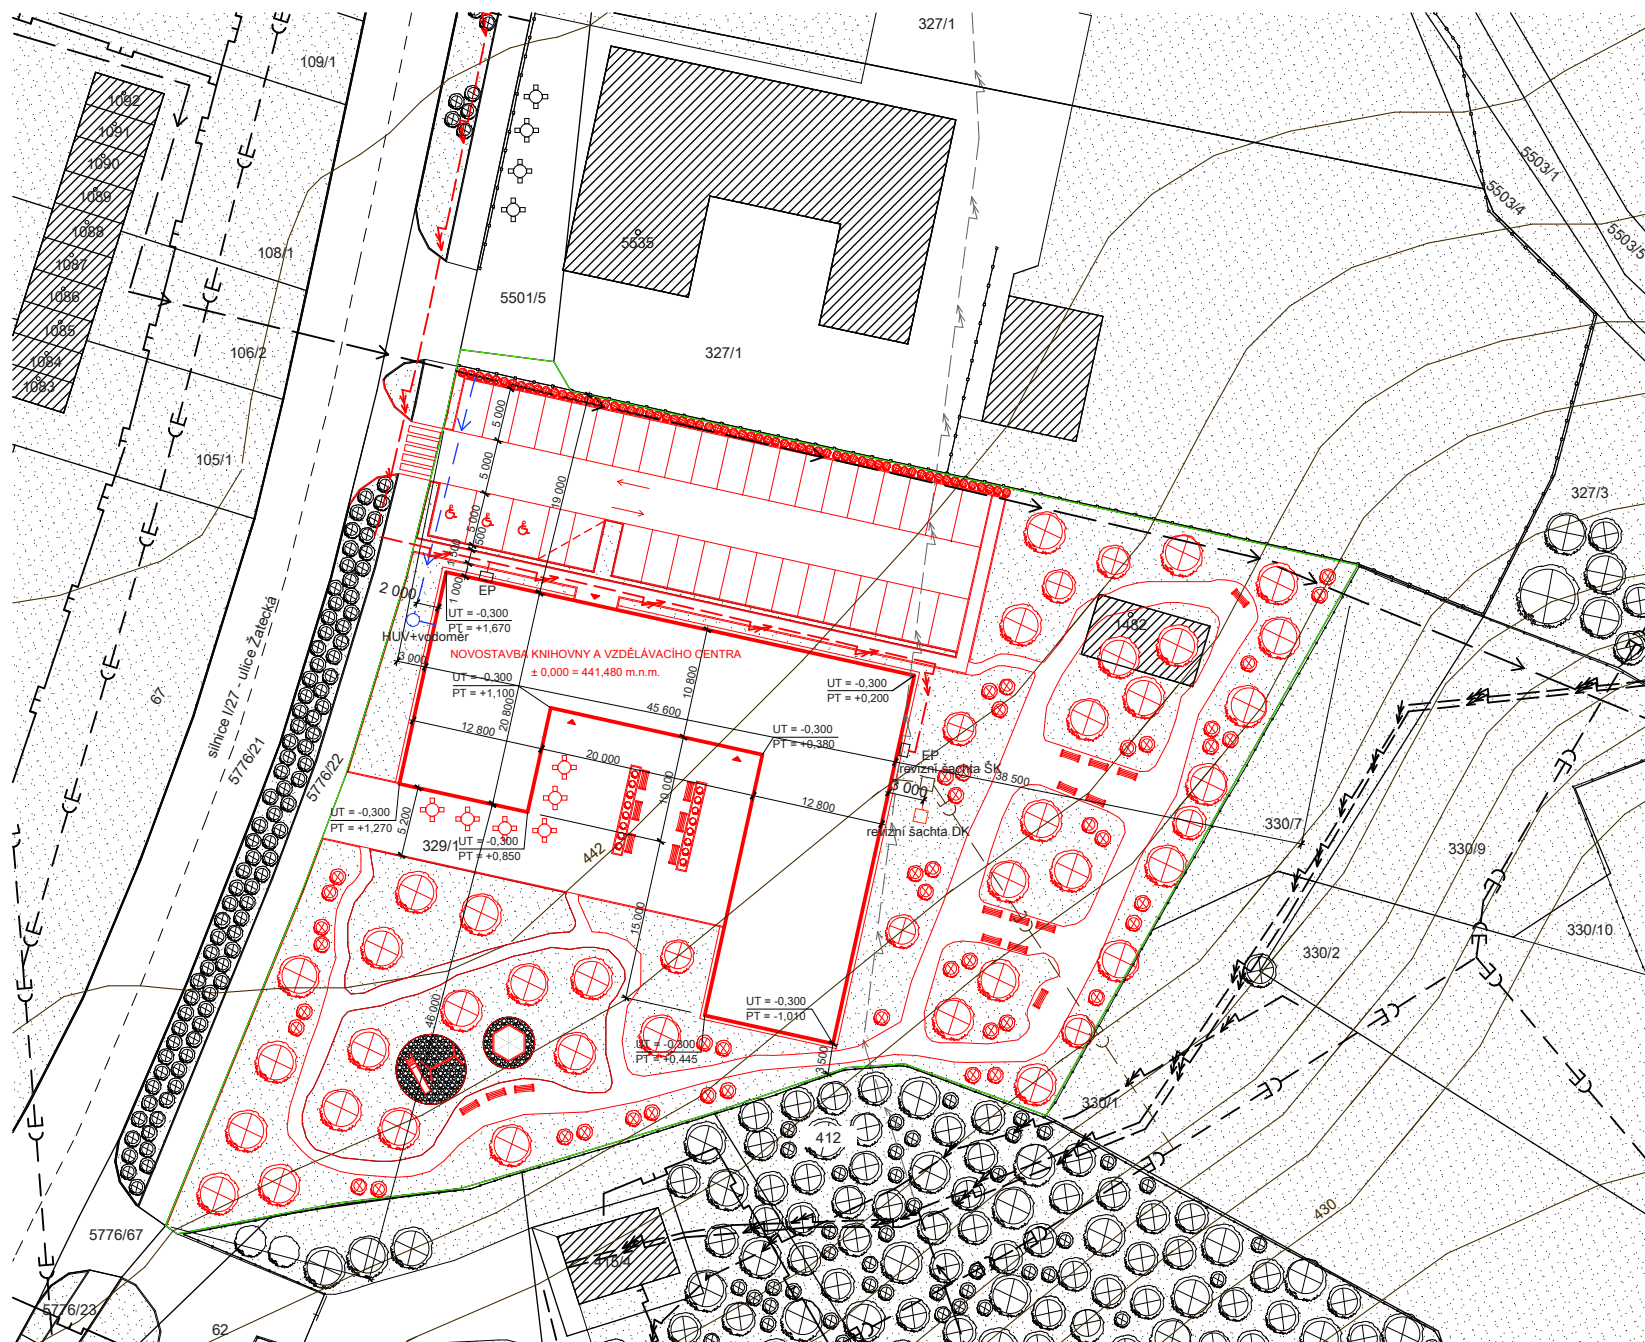 327/1
109/1
1092
1091
1090
1089
1088
1087
1086
1085
1084
1083
108/1
106/2
105/1
5535
5501/5
327/1
5503/1
5503/4
5503/5
327/3
5 000
5 000
5 000
19 000
1 500
500
1 000
2 000
EP
UT = -0,300
PT = +1,670
HUV+vodoměr
NOVOSTAVBA KNIHOVNY A VZDĚLÁVACÍHO CENTRA
± 0,000 = 441,480 m.n.m.
3 000
UT = -0,300
PT = +1,100
UT = -0,300
PT = +0,200
1482
10 800
45 600
20 800
12 800
20 000
UT = -0,300
PT = +0,380
EP
revizní šachta ŠK
38 500
3 000
10 000
12 800
revizní šachta DK
UT = -0,300
PT = +1,270
5 200
329/1
UT = -0,300
PT = +0,850
442
330/7
330/9
330/10
330/2
67
silnice I/27 - ulice Žatecká
5776/21
5776/22
15 000
46 000
UT = -0,300
PT = -1,010
UT = -0,300
PT = +0,445
3 500
330/1
412
430
415/4
5776/67
5776/23
62